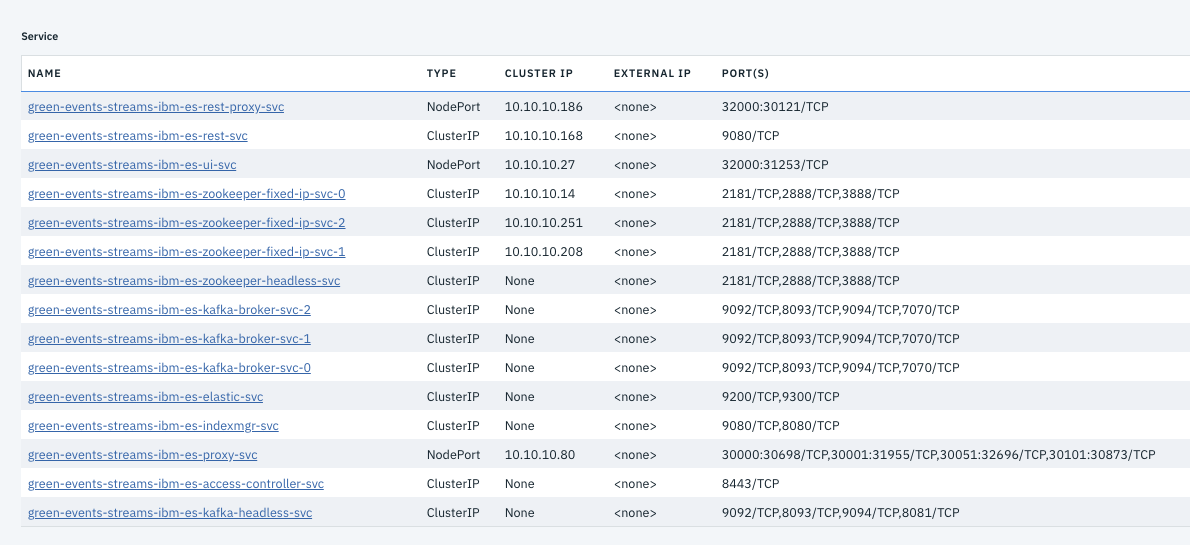 Service
NAME TYPE CLUSTER IP EXTERNAL IP PORT(S)
green-events-streams-ibm-es-rest-proxy-svc NodePort 10.10.10.186 <none> 32000:30121/TCP
green-events-streams-ibm-es-rest-svc ClusterIP 10.10.10.168 <none> 9080/TCP
green-events-streams-ibm-es-ui-svc NodePort 10.10.10.27 <none> 32000:31253/TCP
green-events-streams-ibm-es-zookeeper-fixed-ip-svc-0 ClusterIP 10.10.10.14 <none> 2181/TCP,2888/TCP,3888/TCP
green-events-streams-ibm-es-zookeeper-fixed-ip-svc-2 ClusterIP 10.10.10.251 <none> 2181/TCP,2888/TCP,3888/TCP
green-events-streams-ibm-es-zookeeper-fixed-ip-svc-1 ClusterIP 10.10.10.208 <none> 2181/TCP,2888/TCP,3888/TCP
green-events-streams-ibm-es-zookeeper-headless-svc ClusterIP None <none> 2181/TCP,2888/TCP,3888/TCP
green-events-streams-ibm-es-kafka-broker-svc-2 ClusterIP None <none> 9092/TCP,8093/TCP,9094/TCP,7070/TCP
green-events-streams-ibm-es-kafka-broker-svc-1 ClusterIP None <none> 9092/TCP,8093/TCP,9094/TCP,7070/TCP
green-events-streams-ibm-es-kafka-broker-svc-0 ClusterIP None <none> 9092/TCP,8093/TCP,9094/TCP,7070/TCP
green-events-streams-ibm-es-elastic-svc ClusterIP None <none> 9200/TCP,9300/TCP
green-events-streams-ibm-es-indexmgr-svc ClusterIP None <none> 9080/TCP,8080/TCP
green-events-streams-ibm-es-proxy-svc NodePort 10.10.10.80 <none> 30000:30698/TCP,30001:31955/TCP,30051:32696/TCP,30101:30873/TCP
green-events-streams-ibm-es-access-controller-svc ClusterIP None <none> 8443/TCP
green-events-streams-ibm-es-kafka-headless-svc ClusterIP None <none> 9092/TCP,8093/TCP,9094/TCP,8081/TCP